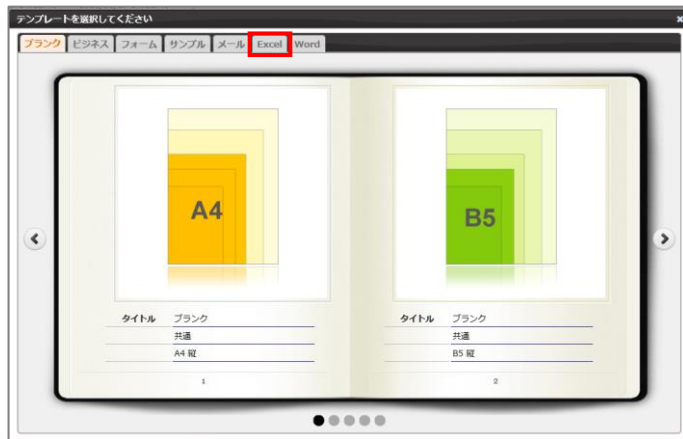 テンプレートを選択してください ×
ブランク ビジネス フォーム サンプル メール Excel Word
A4
B5
タイトル ブランク
共通
A4 縦
1
タイトル ブランク
共通
B5 縦
2